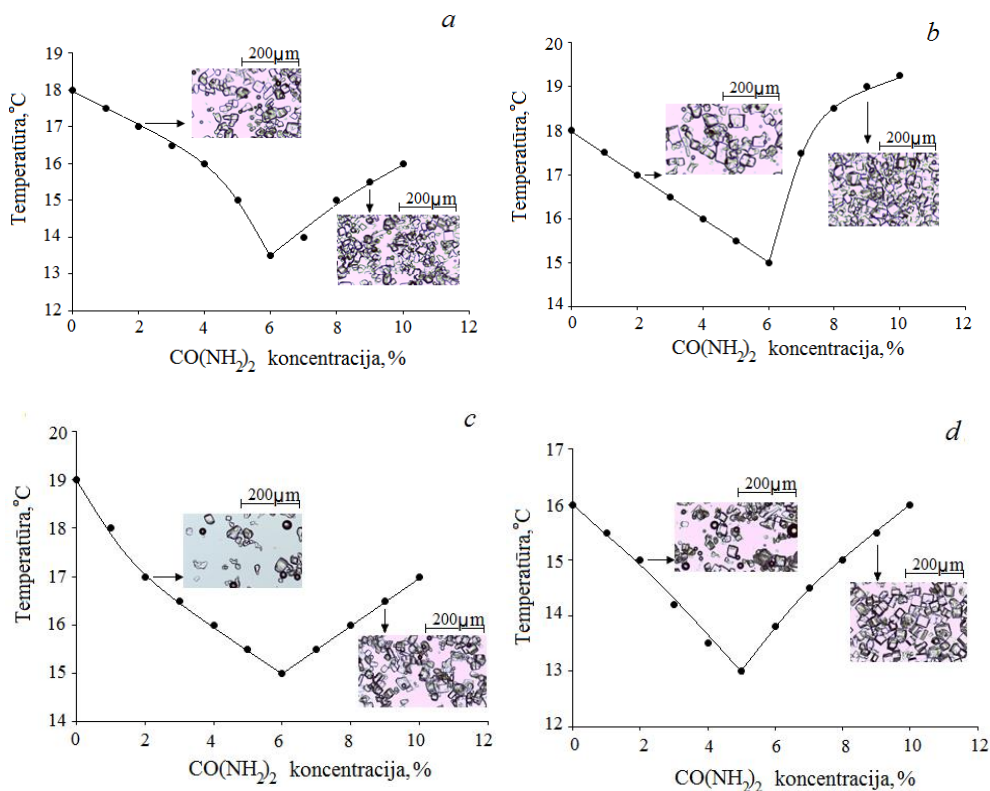 a
200µm
19
18
17
16
15
14
13
12
Temperatūra,°C
200µm
0 2 4 6 8 10 12
CO(NH2)2 koncentracija, %
b
20
19
18
17
16
15
14
Temperatūra,°C
200µm
200µm
0 2 4 6 8 10 12
CO(NH2)2 koncentracija, %
c
20
19
18
17
16
15
14
Temperatūra,°C
200µm
200µm
0 2 4 6 8 10 12
CO(NH2)2 koncentracija, %
d
17
16
15
14
13
12
Temperatūra,°C
200µm
200µm
0 2 4 6 8 10 12
CO(NH2)2 koncentracija, %